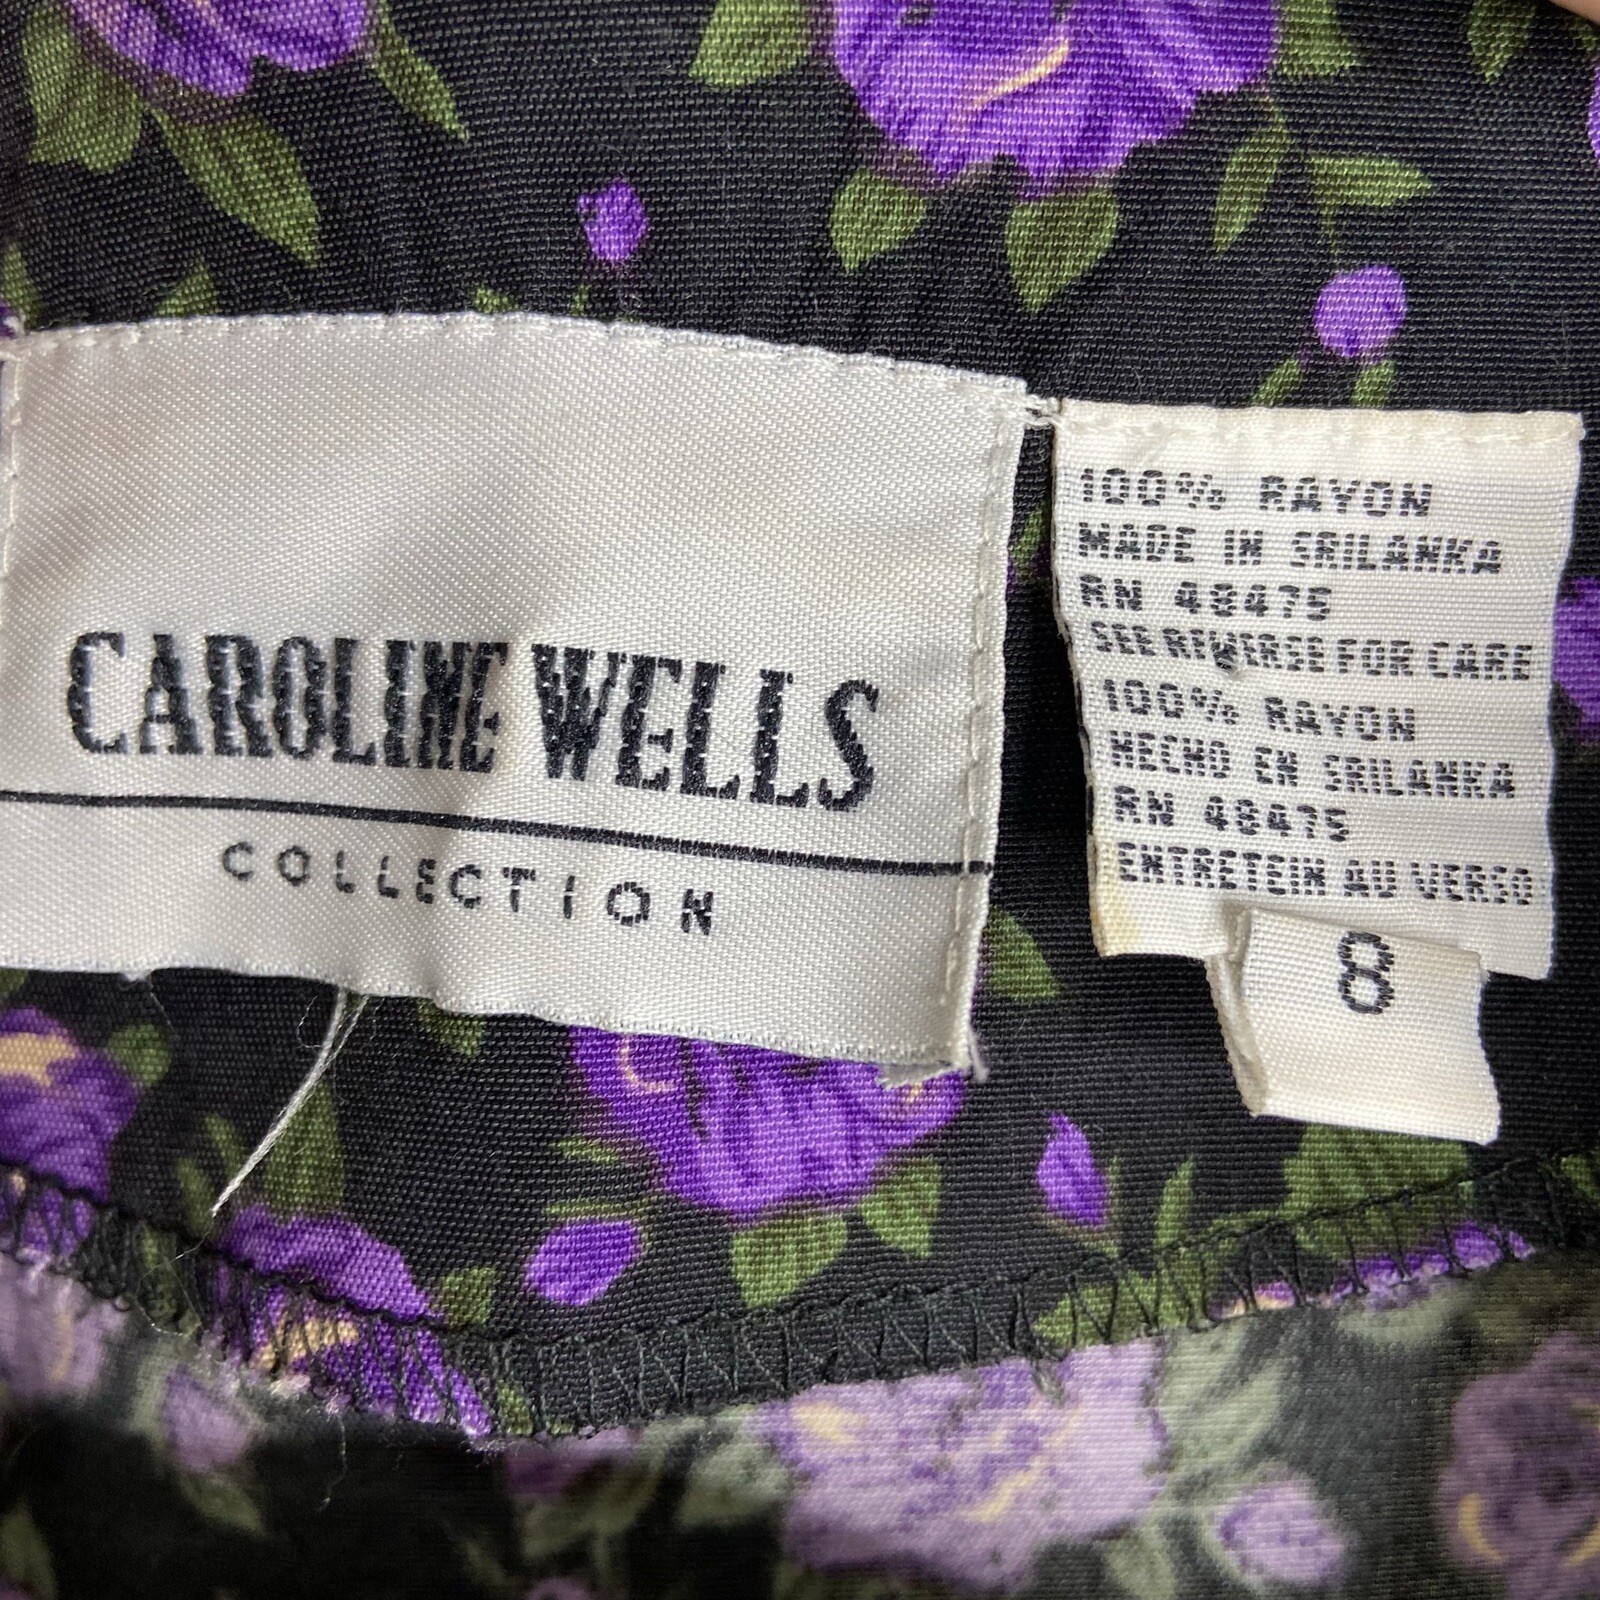 CAROLINE WELLS
COLLECTION
100% RAYON
MADE IN SRILANKA
RN 48475
SEE REVERSE FOR CARE
100% RAYON
HECHO EN SRILANKA
RN 48475
ENTRETEIN AU VERSO
8